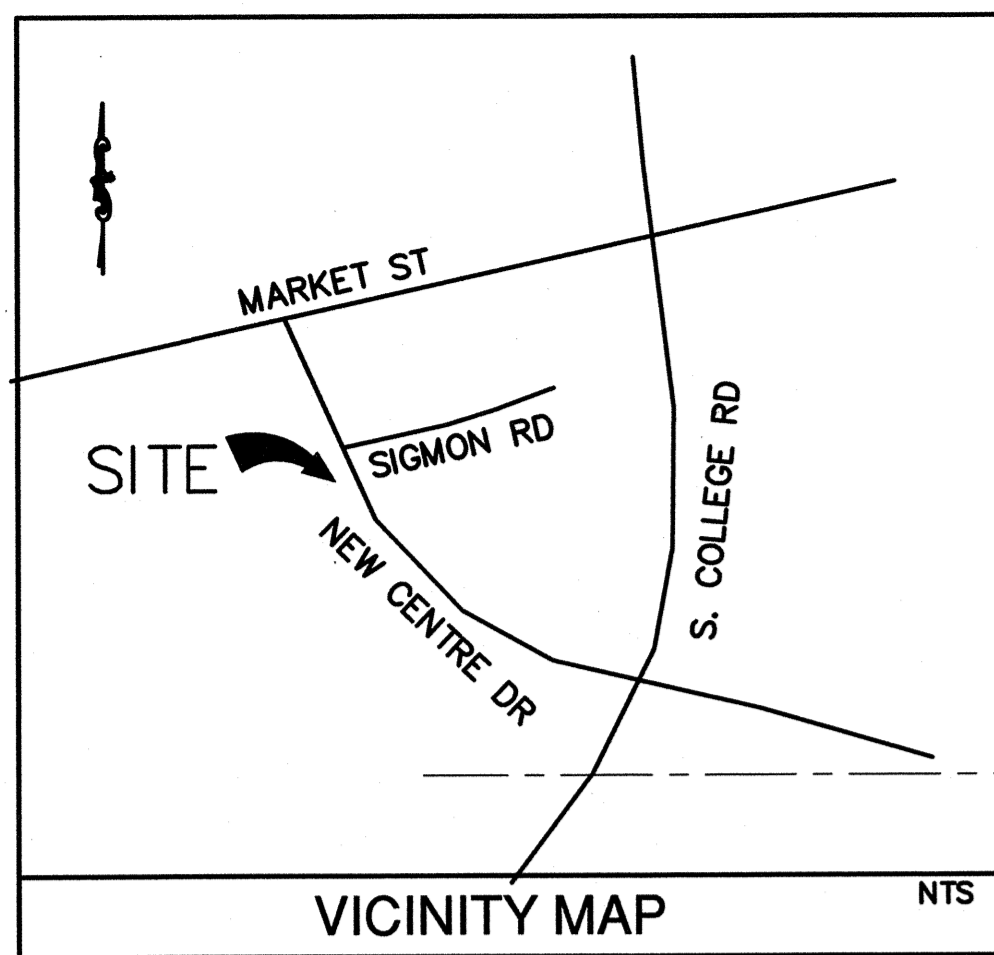 MARKET ST
SIGMON RD
SITE
S. COLLEGE RD
NEW CENTRE DR
NTS
VICINITY MAP